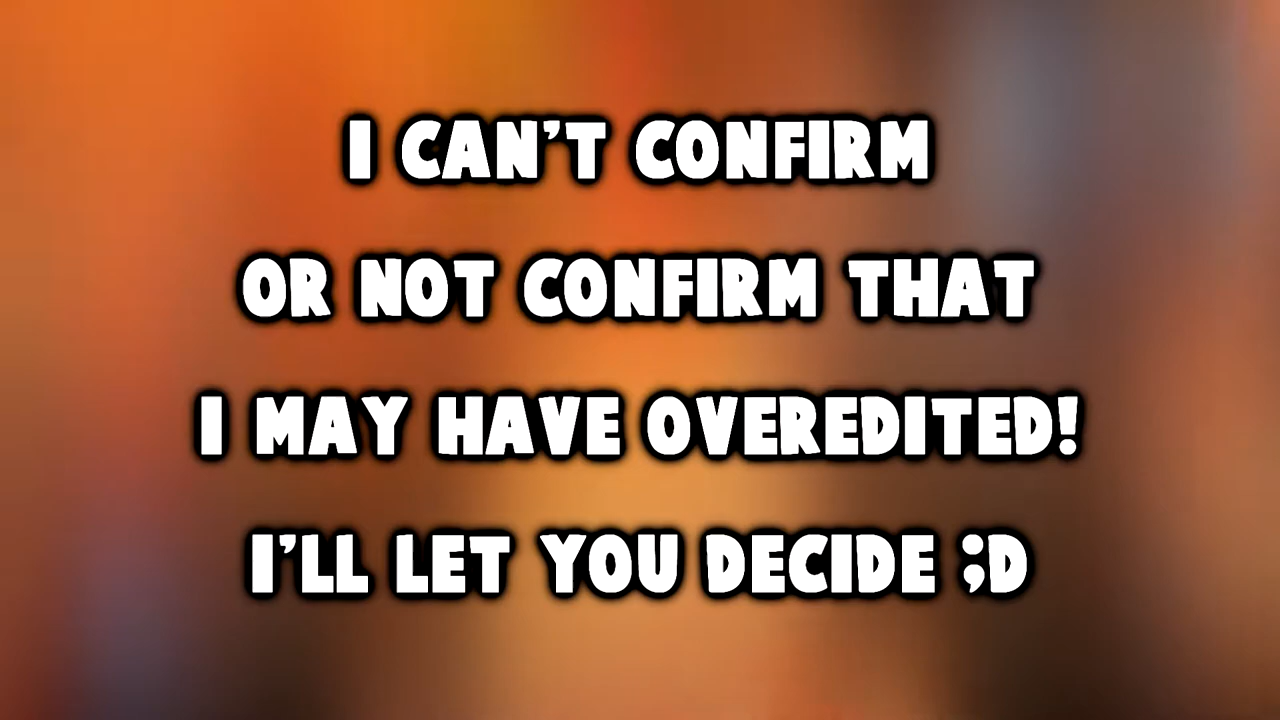 I CAN'T CONFIRM
OR NOT CONFIRM THAT
I MAY HAVE OVEREDITED!
I'LL LET YOU DECIDE ;D